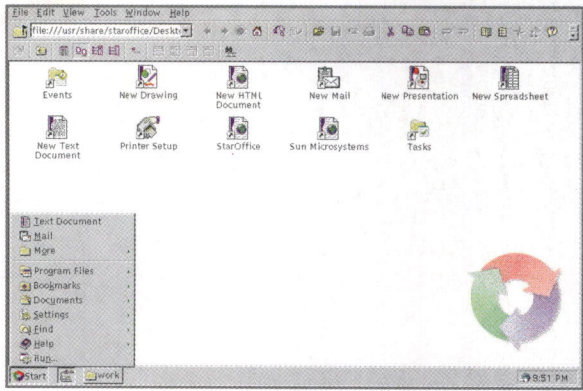 File Edit View Tools Window Help
file:///usr/share/staroffice/Deskt
Events
New Drawing
New HTML
Document
New Mail
New Presentation
New Spreadsheet
New Text
Document
Printer Setup
StarOffice
Sun Microsystems
Tasks
Text Document
Mail
More
Program Files
Bookmarks
Documents
Settings
Find
Help
Run...
Start
work
9:51 PM